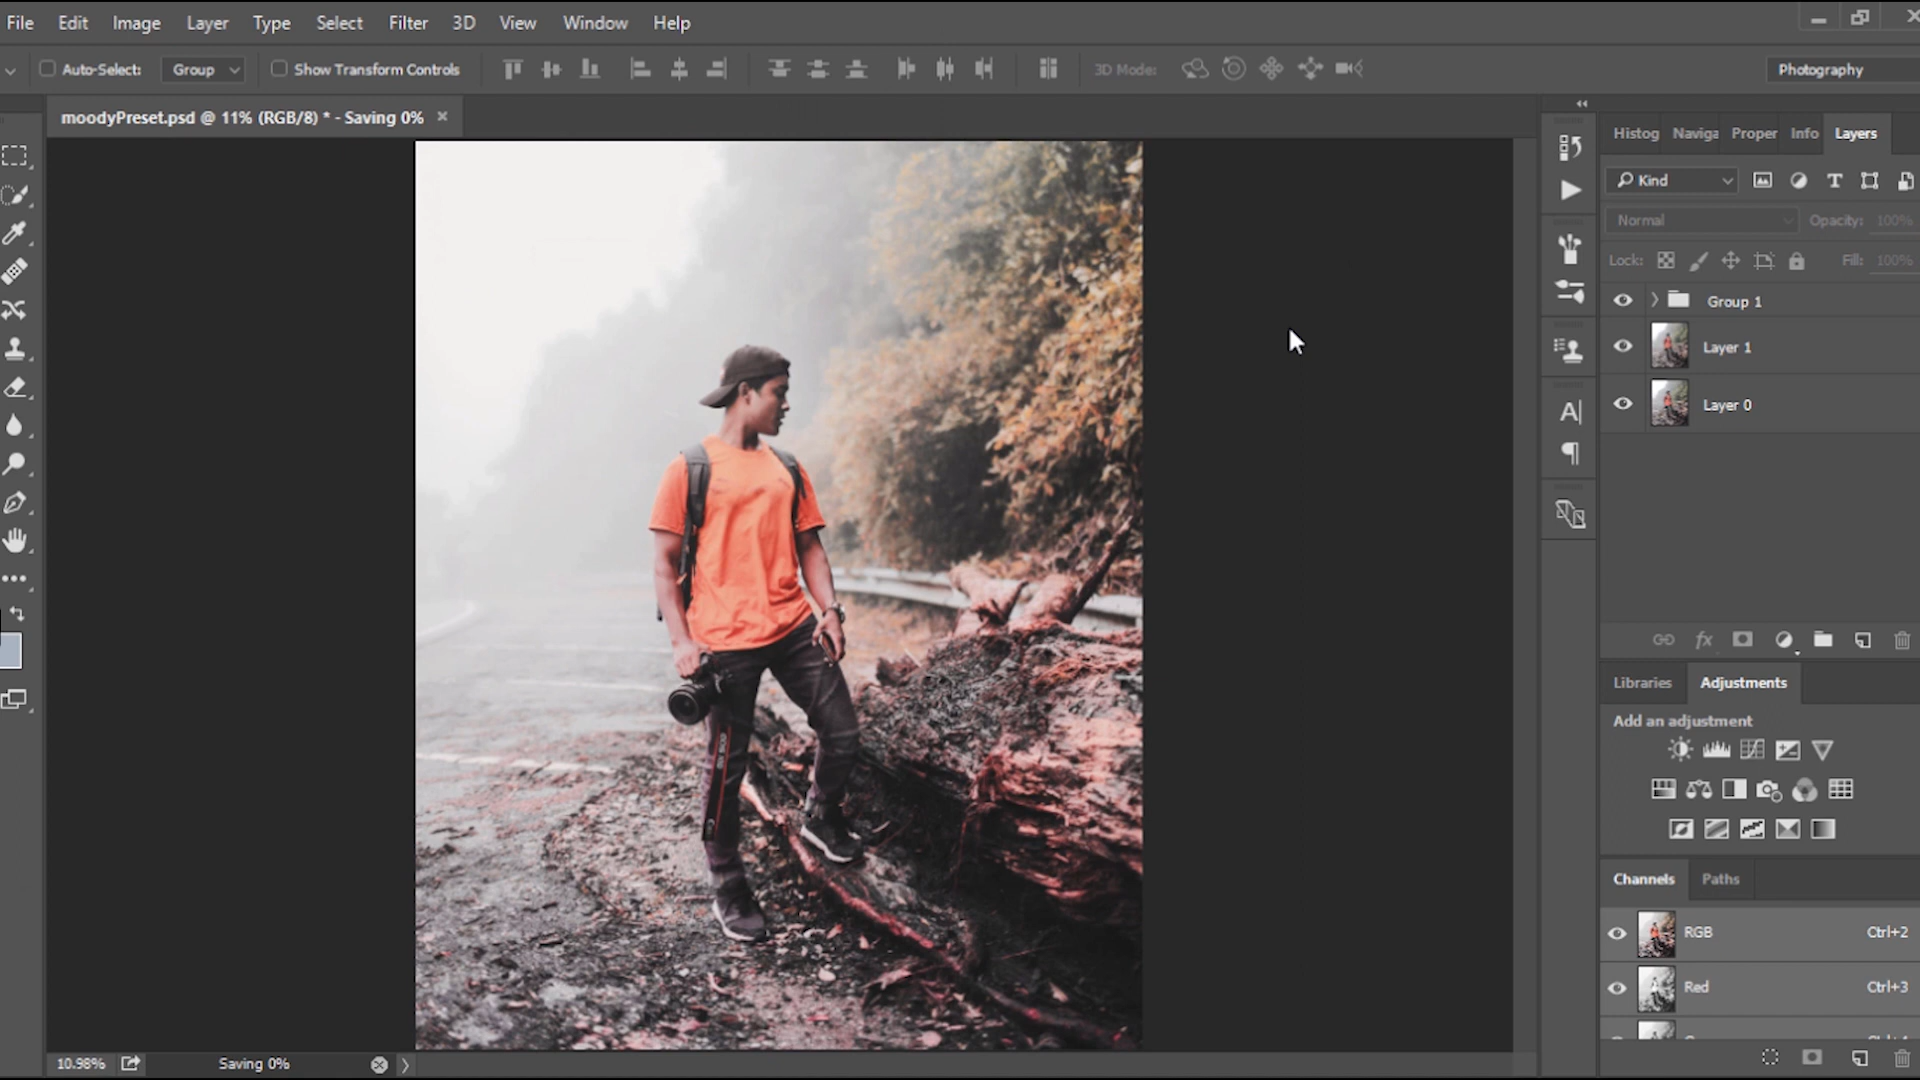 File Edit Image Layer Type Select Filter 3D View Window Help
Auto-Select: Group Show Transform Controls 3D Mode: Photography
moodyPreset.psd @ 11% (RGB/8) * - Saving 0% ×
Histog Naviga Proper Info Layers
Kind
Normal Opacity: 100%
Lock: Fill: 100%
Group 1
Layer 1
Layer 0
Libraries Adjustments
Add an adjustment
Channels Paths
RGB Ctrl+2
Red Ctrl+3
10.98% Saving 0%